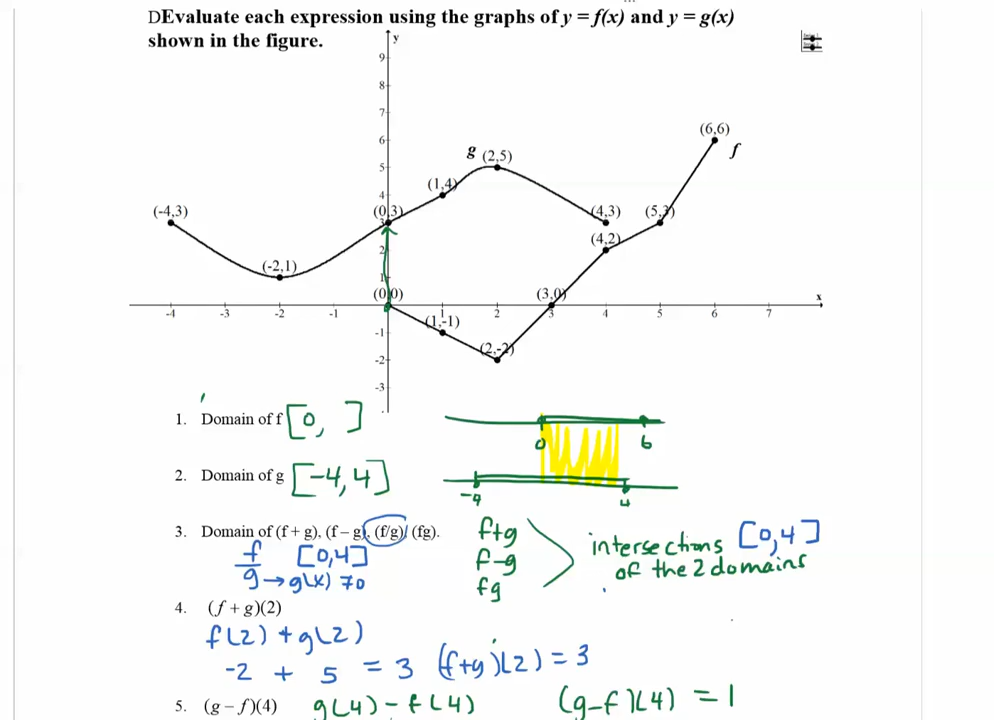 DEvaluate each expression using the graphs of y = f(x) and y = g(x)
shown in the figure.
y
9
8
7
(6,6)
6
f
g (2,5)
5
(1,4)
4
(-4,3)
(0,3)
(4,3)
(5,3)
3
(4,2)
2
(-2,1)
1
(0,0)
(3,0)
x
-4 -3 -2 -1 2 3 4 5 6 7
(1,-1)
-1
(2,-2)
-2
-3
1. Domain of f [0, ]
0 6
2. Domain of g [-4,4]
-4 4
3. Domain of (f + g), (f – g), (f/g), (fg).
f+g
f-g
fg
intersections [0,4]
of the 2 domains
f/g [0,4]
→ g(x) ≠0
4. (f + g)(2)
f(2) + g(2)
-2 + 5 = 3 (f+g)(2) = 3
5. (g – f)(4) g(4) - f(4) (g-f)(4) = 1